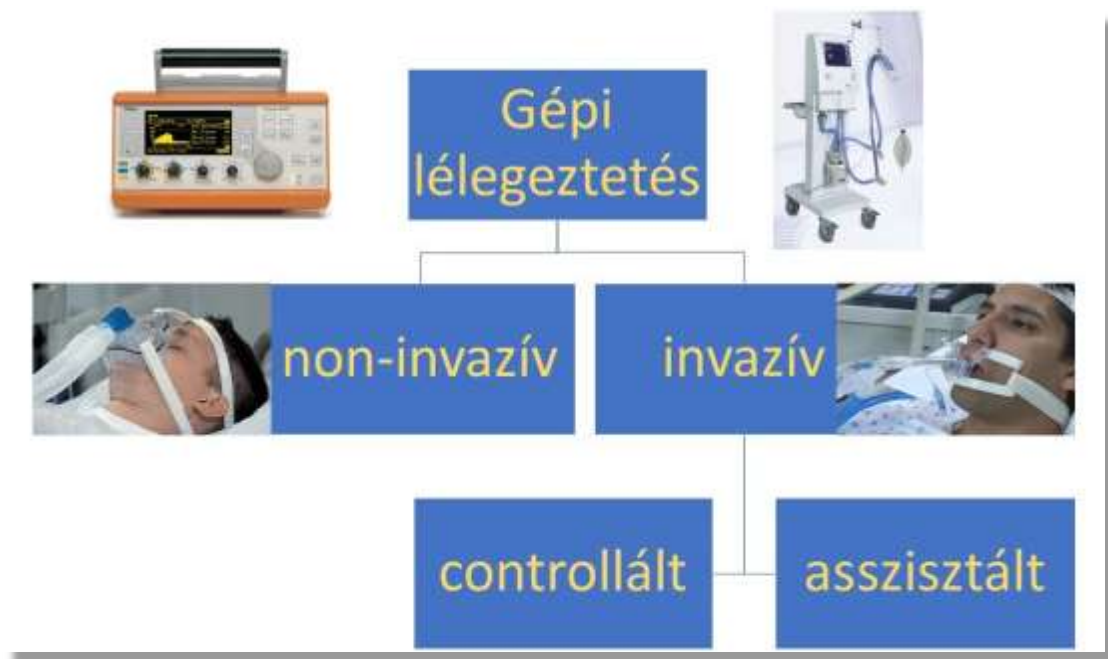 Gépi
lélegeztetés
non-invazív
invazív
controllált
asszisztált